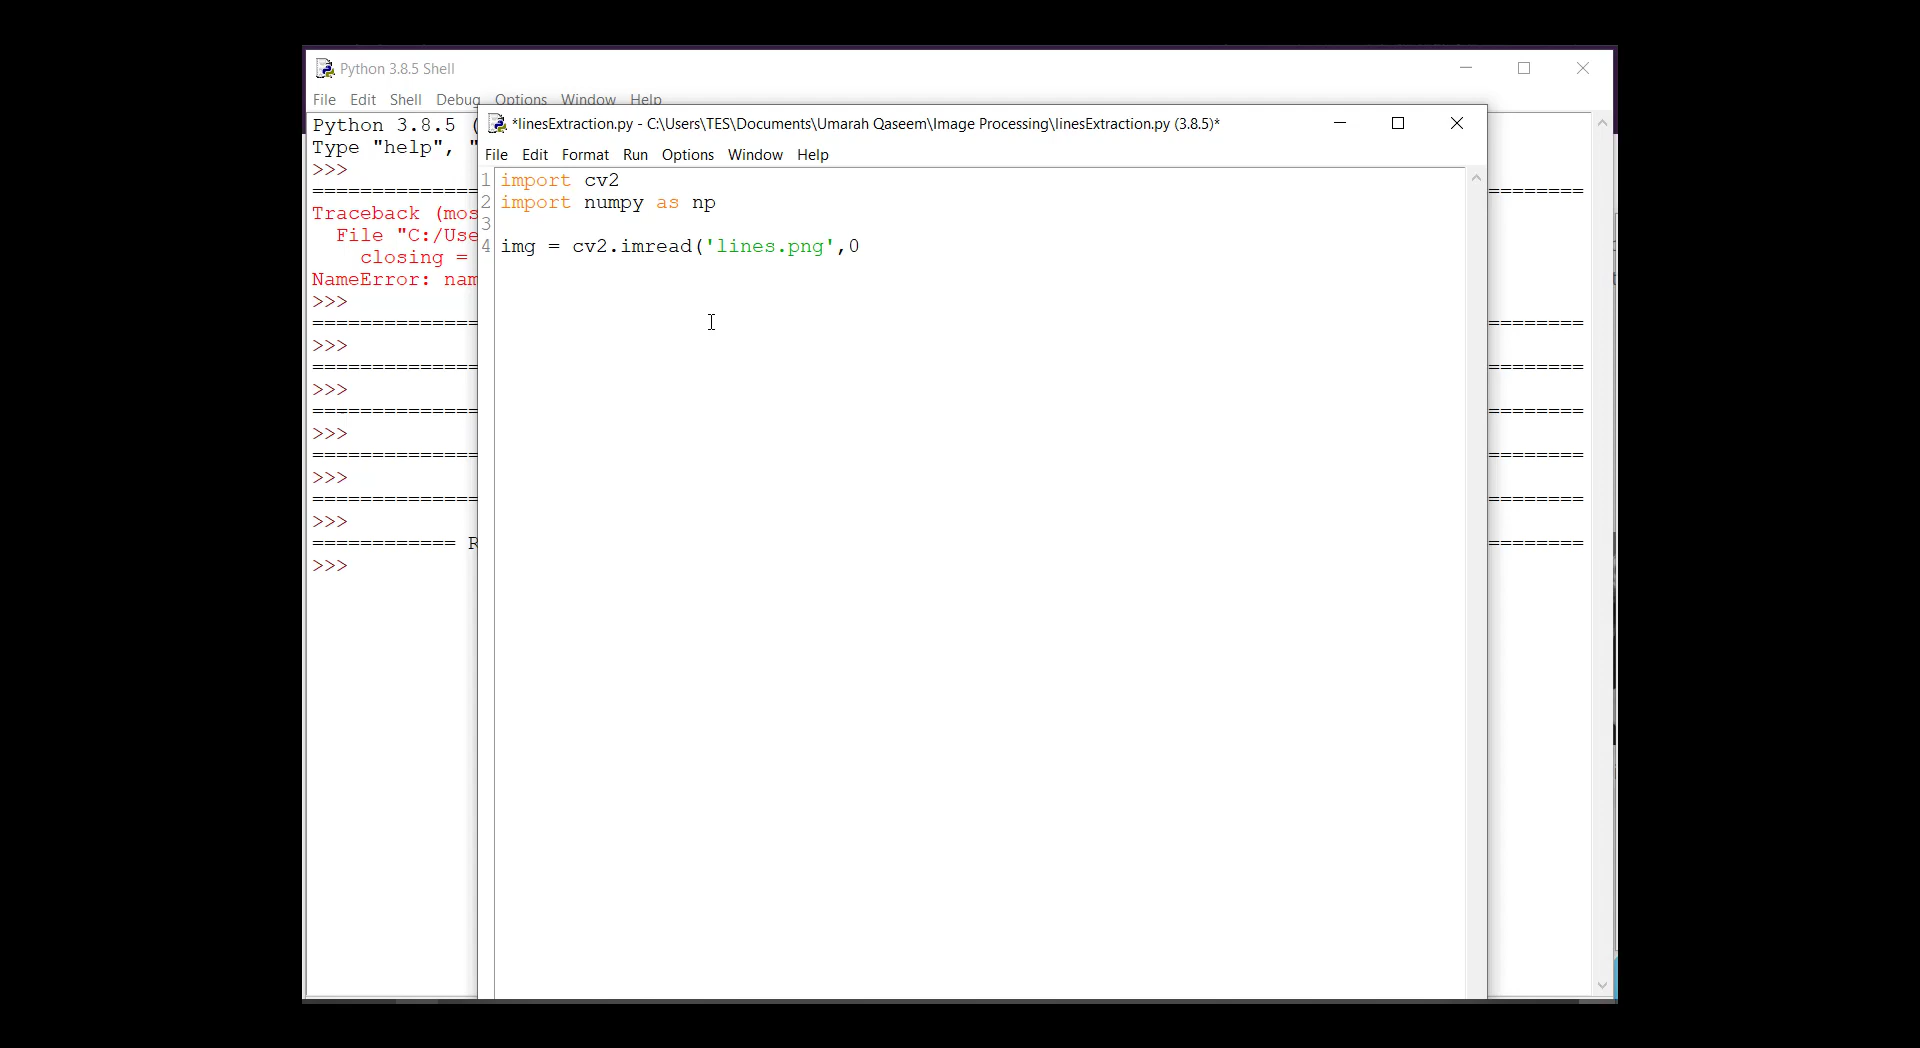 Python 3.8.5 Shell
File Edit Shell Debug Options Window Help
Python 3.8.5 (
Type "help", "
>>>
==============
Traceback (mos
File "C:/Use
closing =
NameError: nam
>>>
==============
>>>
==============
>>>
==============
>>>
==============
>>>
==============
>>>
============ R
>>>
========
========
========
========
========
========
========
*linesExtraction.py - C:\Users\TES\Documents\Umarah Qaseem\Image Processing\linesExtraction.py (3.8.5)*
File Edit Format Run Options Window Help
1 import cv2
2 import numpy as np
3
4 img = cv2.imread('lines.png',0